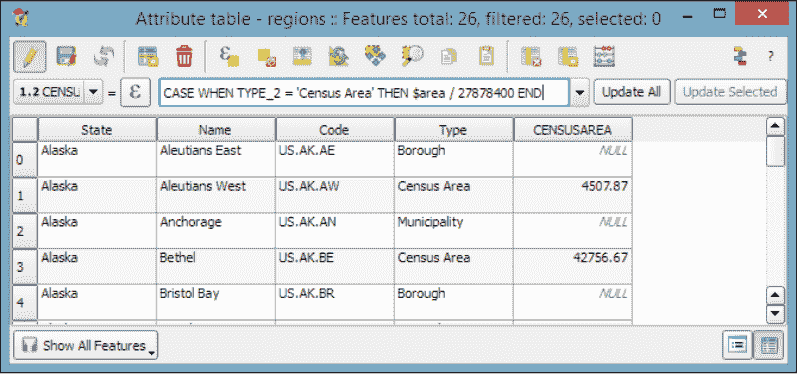 Attribute table - regions :: Features total: 26, filtered: 26, selected: 0
1.2 CENSU = ε CASE WHEN TYPE_2 = 'Census Area' THEN $area / 27878400 END Update All Update Selected
State Name Code Type CENSUSAREA
0 Alaska Aleutians East US.AK.AE Borough NULL
1 Alaska Aleutians West US.AK.AW Census Area 4507.87
2 Alaska Anchorage US.AK.AN Municipality NULL
3 Alaska Bethel US.AK.BE Census Area 42756.67
4 Alaska Bristol Bay US.AK.BR Borough NULL
Show All Features